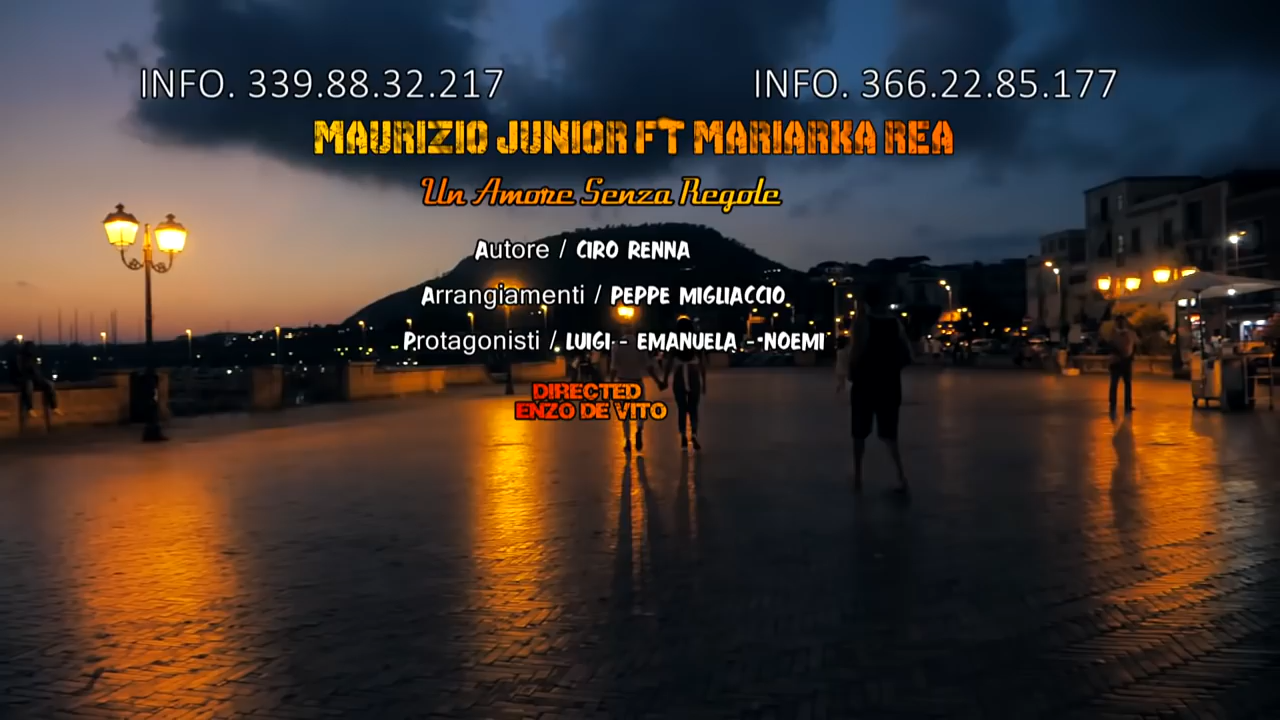 INFO. 339.88.32.217
INFO. 366.22.85.177
MAURIZIO JUNIOR FT MARIARKA REA
Un Amore Senza Regole
Autore / CIRO RENNA
Arrangiamenti / PEPPE MIGLIACCIO
Protagonisti / LUIGI - EMANUELA - NOEMI
DIRECTED
ENZO DE VITO